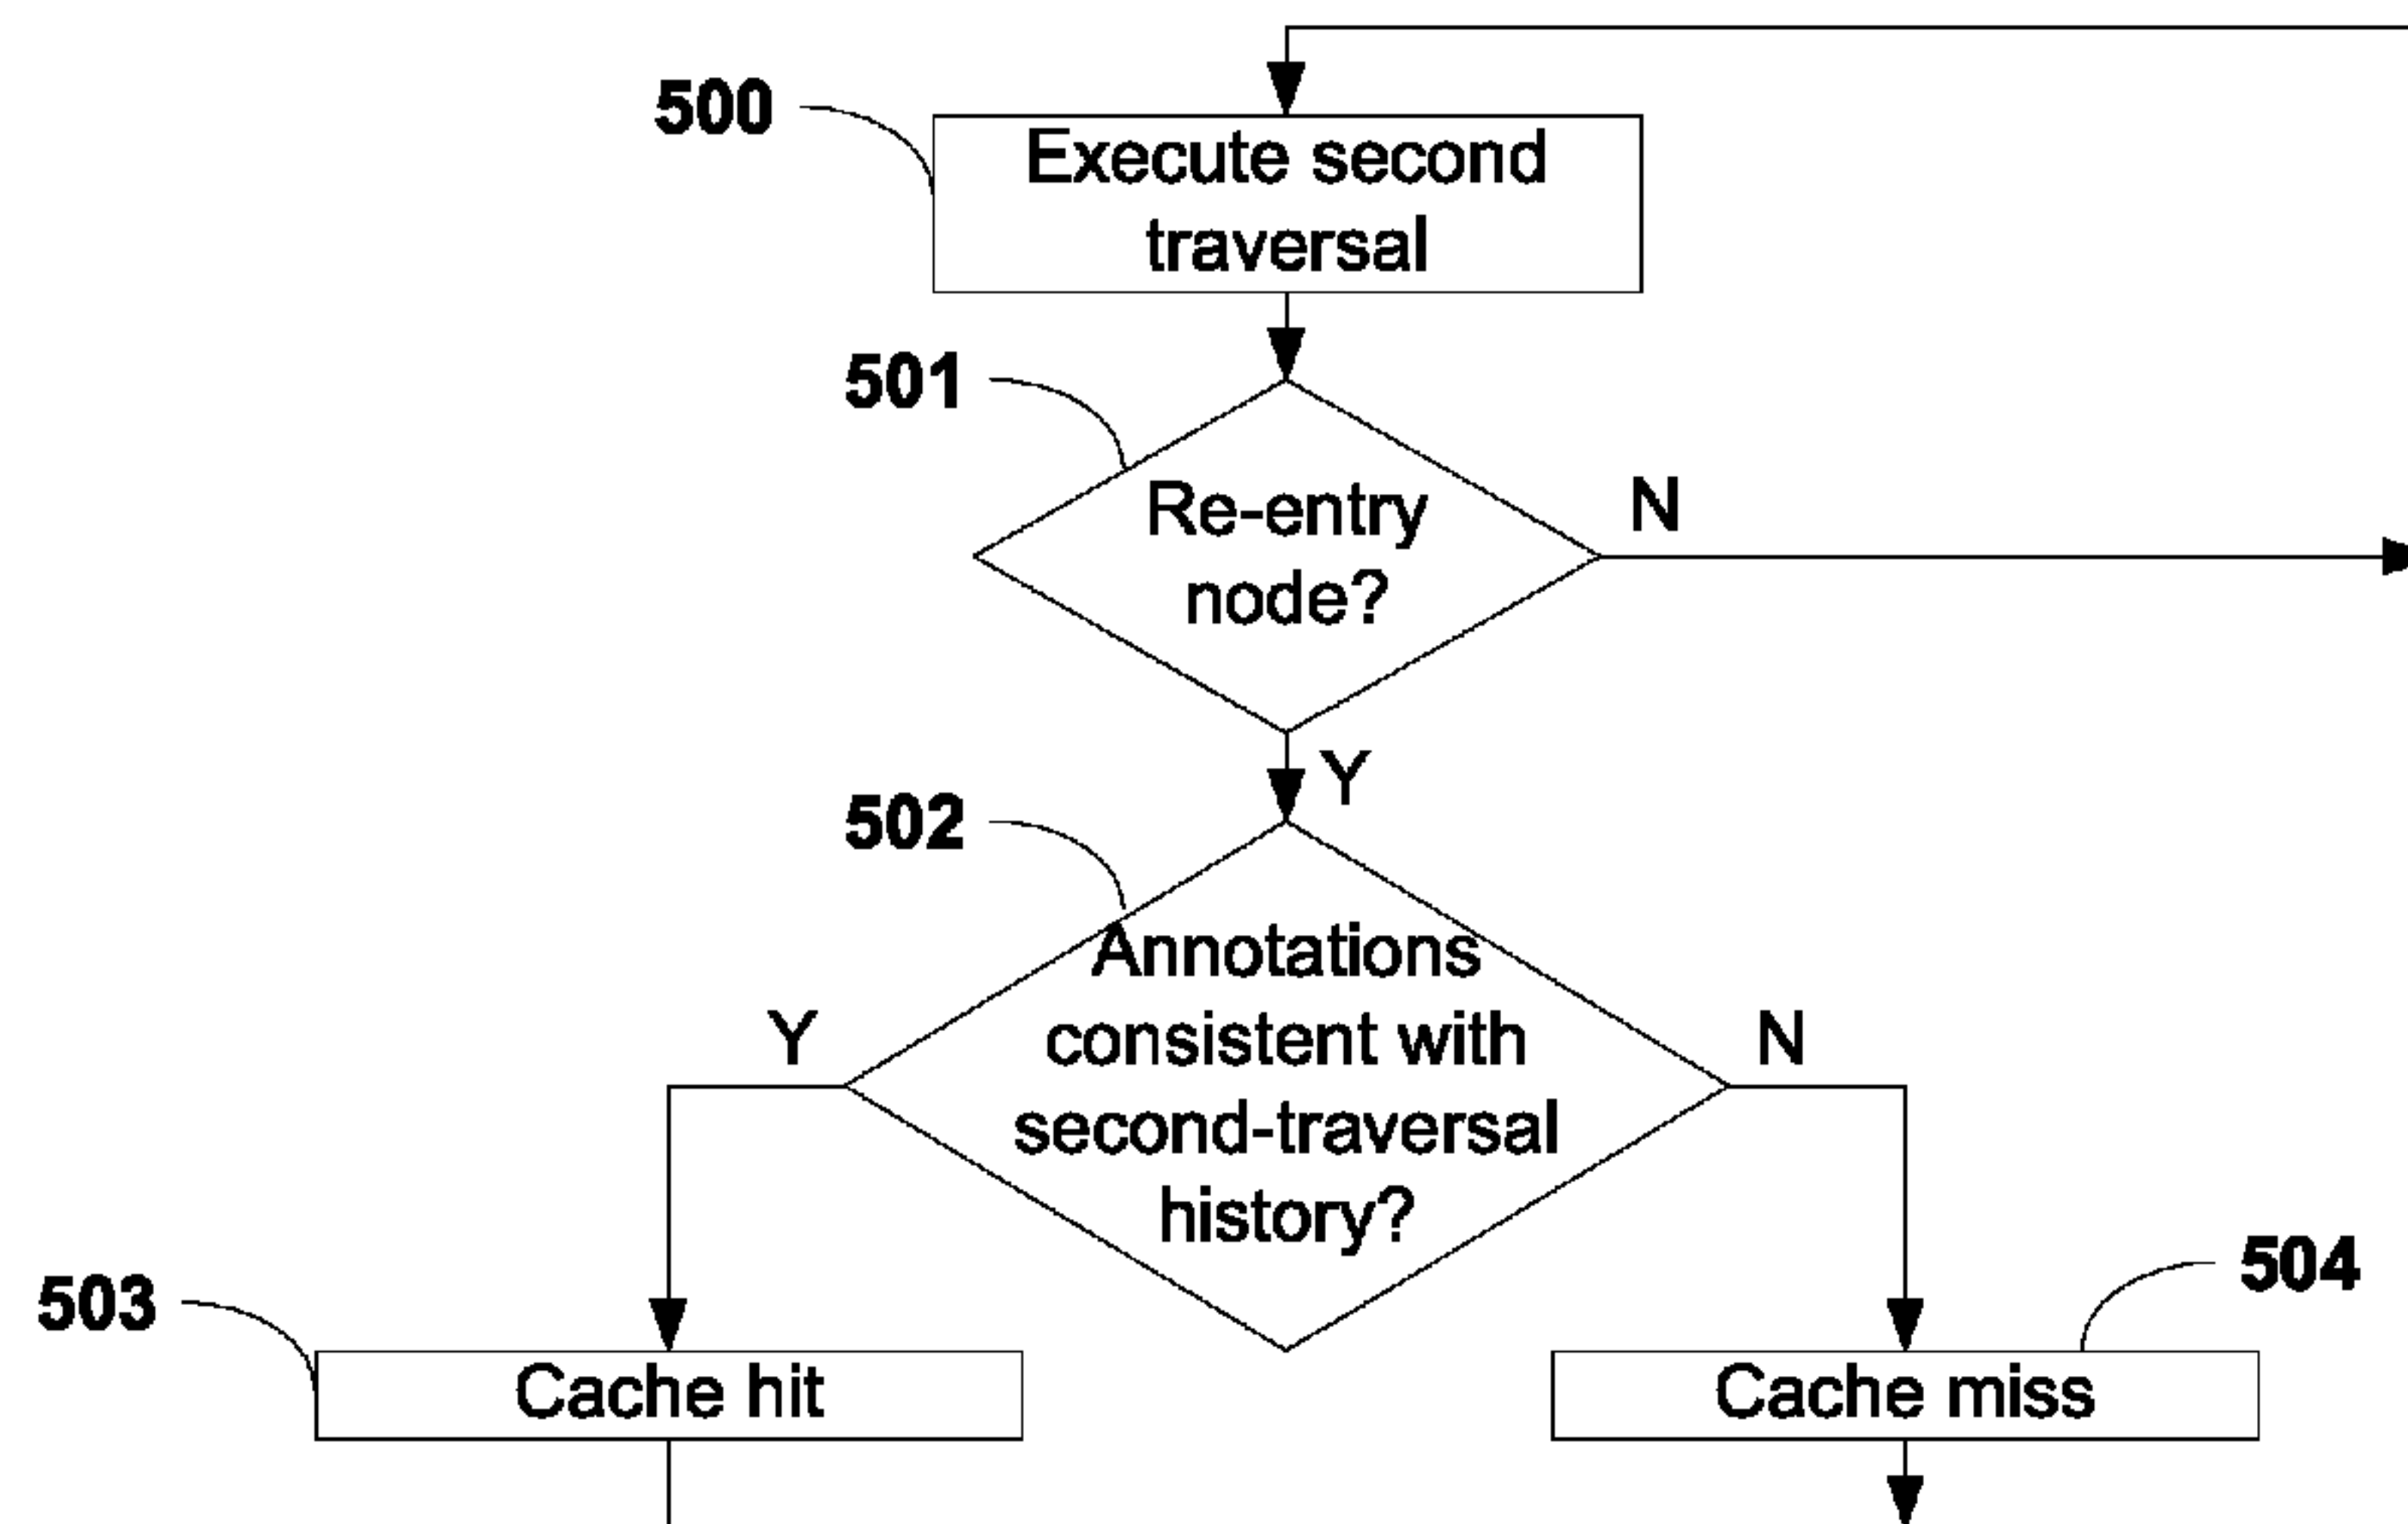 500
Execute second
traversal
501
Re-entry
node?
N
Y
502
Annotations
consistent with
second-traversal
history?
Y
N
503
Cache hit
504
Cache miss